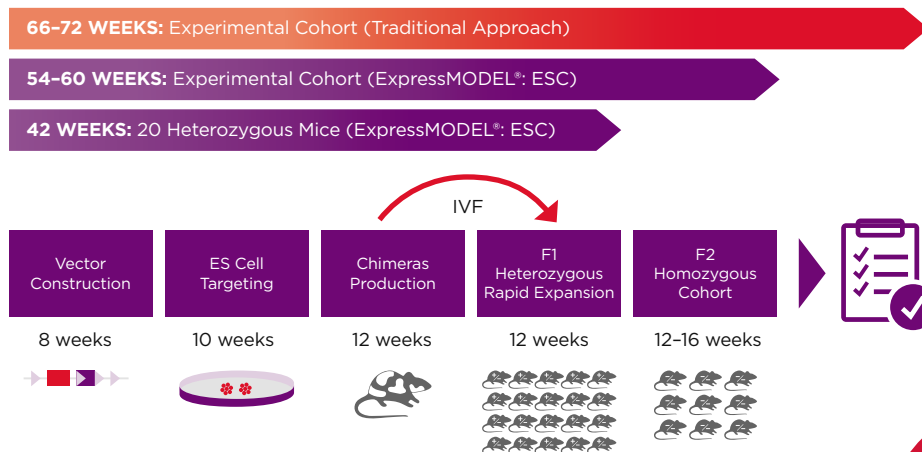 66–72 WEEKS: Experimental Cohort (Traditional Approach)
54–60 WEEKS: Experimental Cohort (ExpressMODEL®: ESC)
42 WEEKS: 20 Heterozygous Mice (ExpressMODEL®: ESC)
IVF
Vector
Construction
ES Cell
Targeting
Chimeras
Production
F1
Heterozygous
Rapid Expansion
F2
Homozygous
Cohort
8 weeks
10 weeks
12 weeks
12 weeks
12–16 weeks